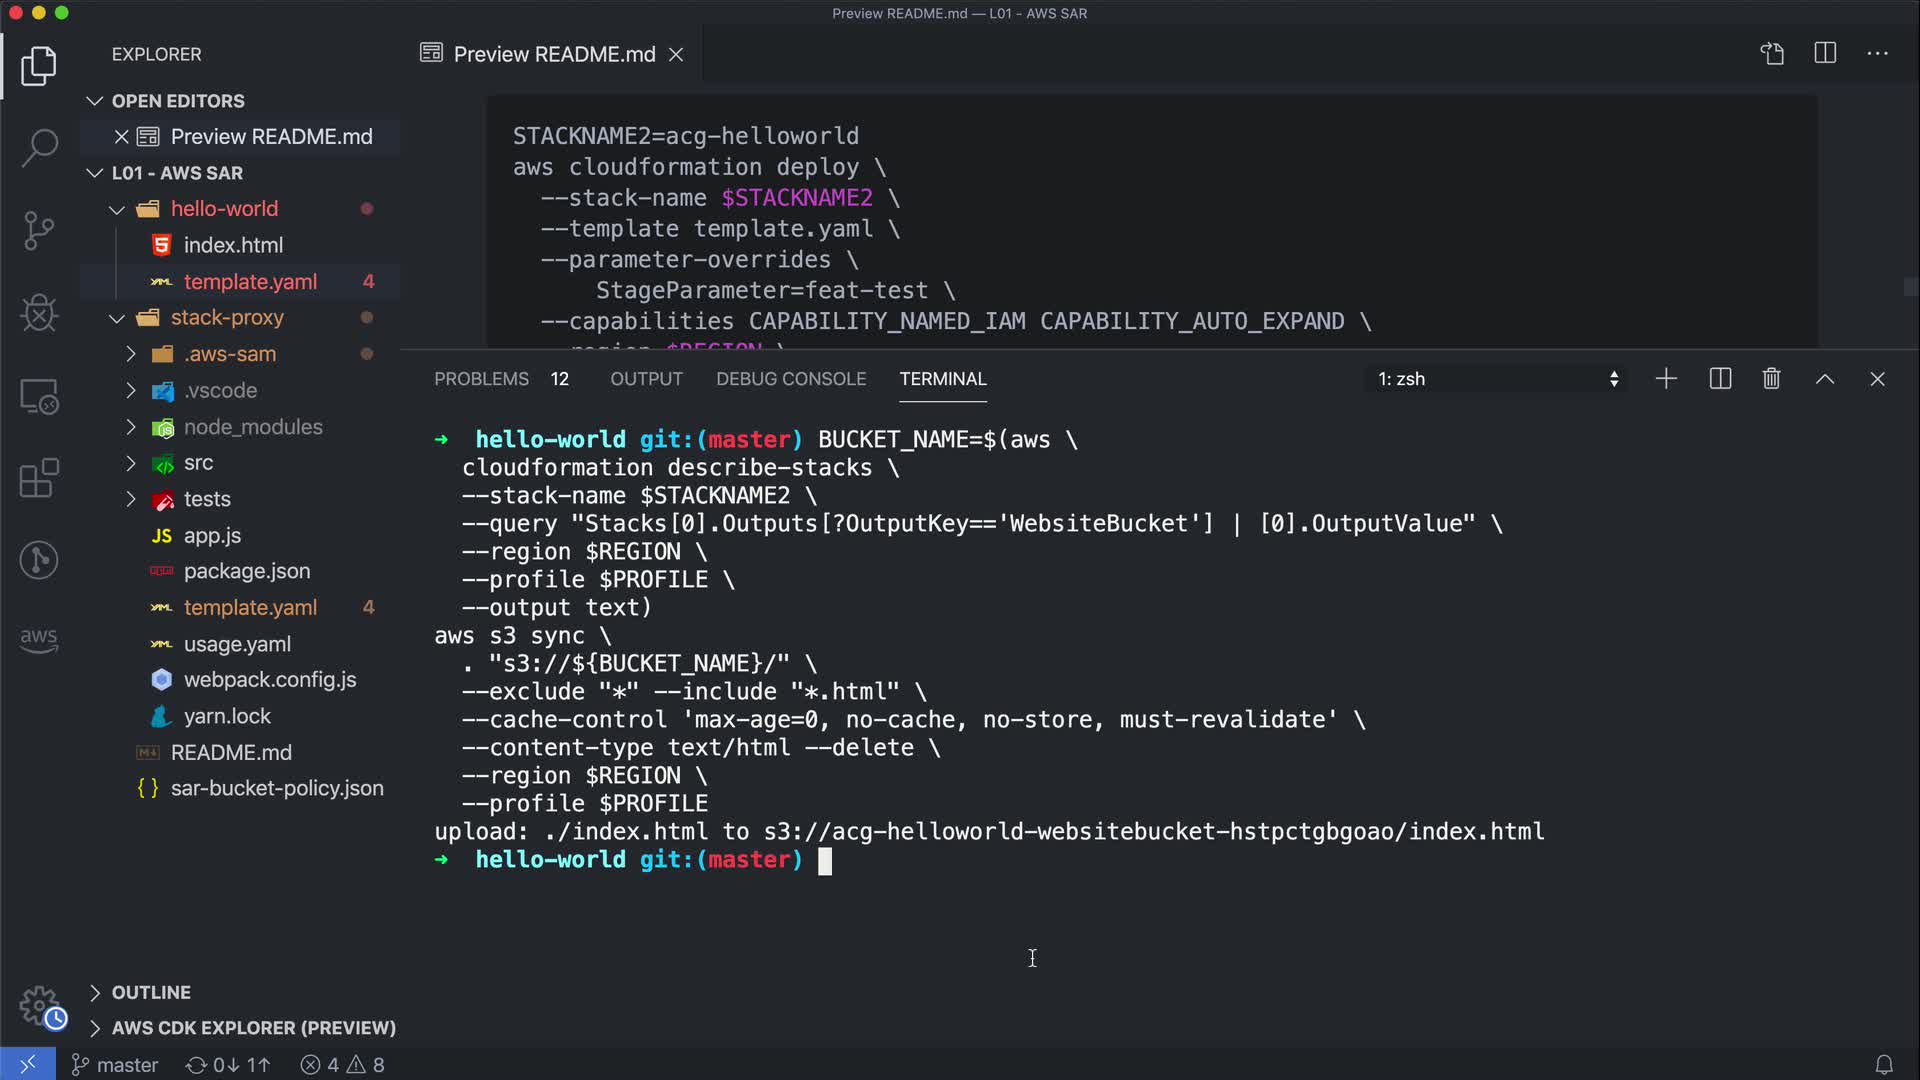 Preview README.md — L01 - AWS SAR
EXPLORER
Preview README.md
OPEN EDITORS
Preview README.md
L01 - AWS SAR
hello-world
index.html
template.yaml 4
stack-proxy
.aws-sam
.vscode
node_modules
src
tests
app.js
package.json
template.yaml 4
usage.yaml
webpack.config.js
yarn.lock
README.md
sar-bucket-policy.json
OUTLINE
AWS CDK EXPLORER (PREVIEW)
aws
STACKNAME2=acg-helloworld
aws cloudformation deploy \
--stack-name $STACKNAME2 \
--template template.yaml \
--parameter-overrides \
StageParameter=feat-test \
--capabilities CAPABILITY_NAMED_IAM CAPABILITY_AUTO_EXPAND \
--region $REGION \
PROBLEMS 12 OUTPUT DEBUG CONSOLE TERMINAL 1: zsh
➜ hello-world git:(master) BUCKET_NAME=$(aws \
cloudformation describe-stacks \
--stack-name $STACKNAME2 \
--query "Stacks[0].Outputs[?OutputKey=='WebsiteBucket'] | [0].OutputValue" \
--region $REGION \
--profile $PROFILE \
--output text)
aws s3 sync \
. "s3://${BUCKET_NAME}/" \
--exclude "*" --include "*.html" \
--cache-control 'max-age=0, no-cache, no-store, must-revalidate' \
--content-type text/html --delete \
--region $REGION \
--profile $PROFILE
upload: ./index.html to s3://acg-helloworld-websitebucket-hstpctgbgoao/index.html
➜ hello-world git:(master)
master 0↓ 1↑ 4 8